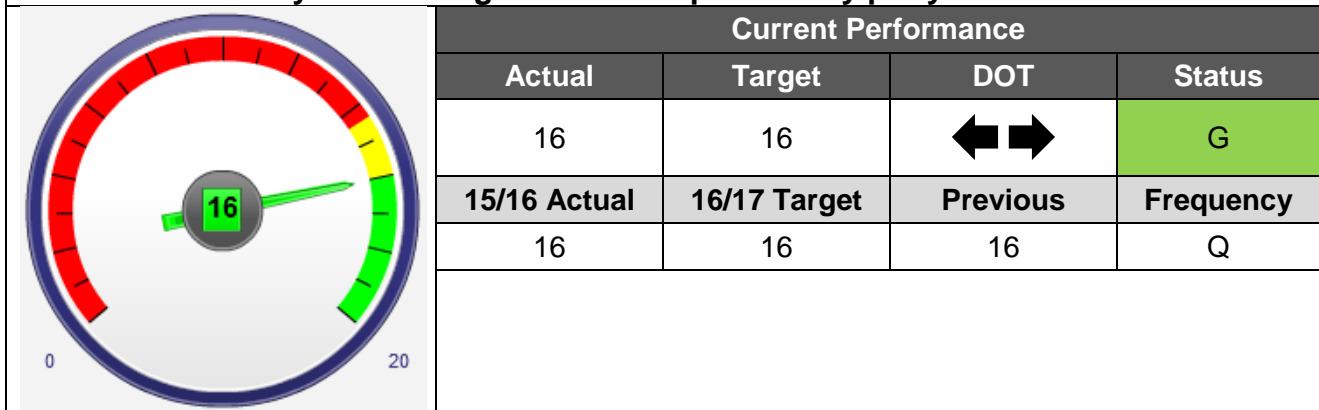 Current Performance
Actual Target DOT Status
16 16 G
15/16 Actual 16/17 Target Previous Frequency
16 16 16 Q
16
0 20